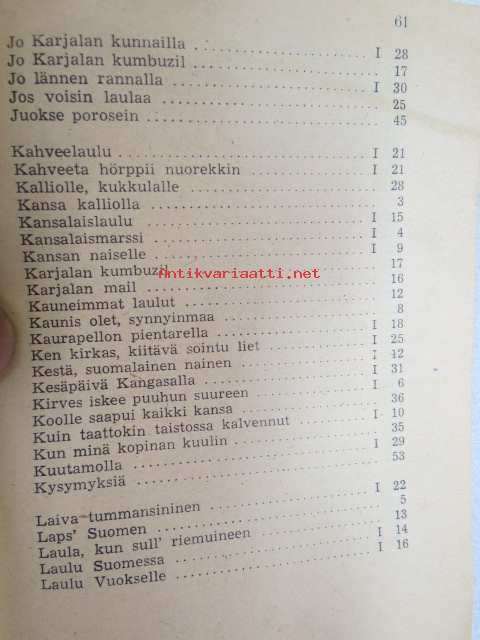 61
Jo Karjalan kunnailla I 28
Jo Karjalan kumbuzil 17
Jo lännen rannalla I 30
Jos voisin laulaa 25
Juokse porosein 45
Kahveelaulu I 21
Kahveeta hörppii nuorekkin I 21
Kalliolle, kukkulalle 28
Kansa kalliolla 3
Kansalaislaulu I 15
Kansalaismarssi I 4
Kansan naiselle I 9
Karjalan kumbuzil 17
antikvariaatti.net
Karjalan mail 16
Kauneimmat laulut 12
Kaunis olet, synnyinmaa 8
Kaurapellon pientarella I 18
Ken kirkas, kiitävä sointu liet I 25
Kestä, suomalainen nainen I 12
Kesäpäivä Kangasalla I 31
Kirves iskee puuhun suureen I 6
Koolle saapui kaikki kansa 36
Kuin taattokin taistossa kalvennut I 10
Kun minä kopinan kuulin 35
Kuutamolla I 29
Kysymyksiä 53
Laiva tummansininen I 22
Laps' Suomen 5
Laula, kun sull' riemuineen 13
Laulu Suomessa I 14
Laulu Vuokselle I 16